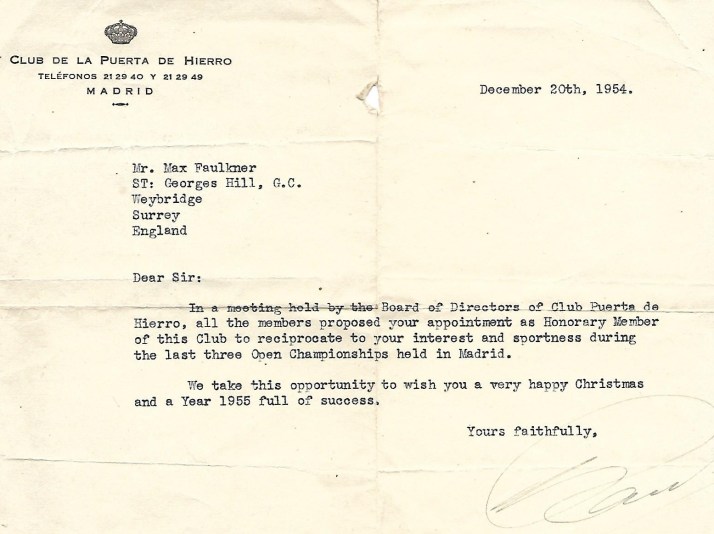 CLUB DE LA PUERTA DE HIERRO
TELÉFONOS 21 29 40 Y 21 29 49
MADRID
December 20th, 1954.
Mr. Max Faulkner
ST: Georges Hill, G.C.
Weybridge
Surrey
England
Dear Sir:
In a meeting held by the Board of Directors of Club Puerta de
Hierro, all the members proposed your appointment as Honorary Member
of this Club to reciprocate to your interest and sportness during
the last three Open Championships held in Madrid.
We take this opportunity to wish you a very happy Christmas
and a Year 1955 full of success.
Yours faithfully,